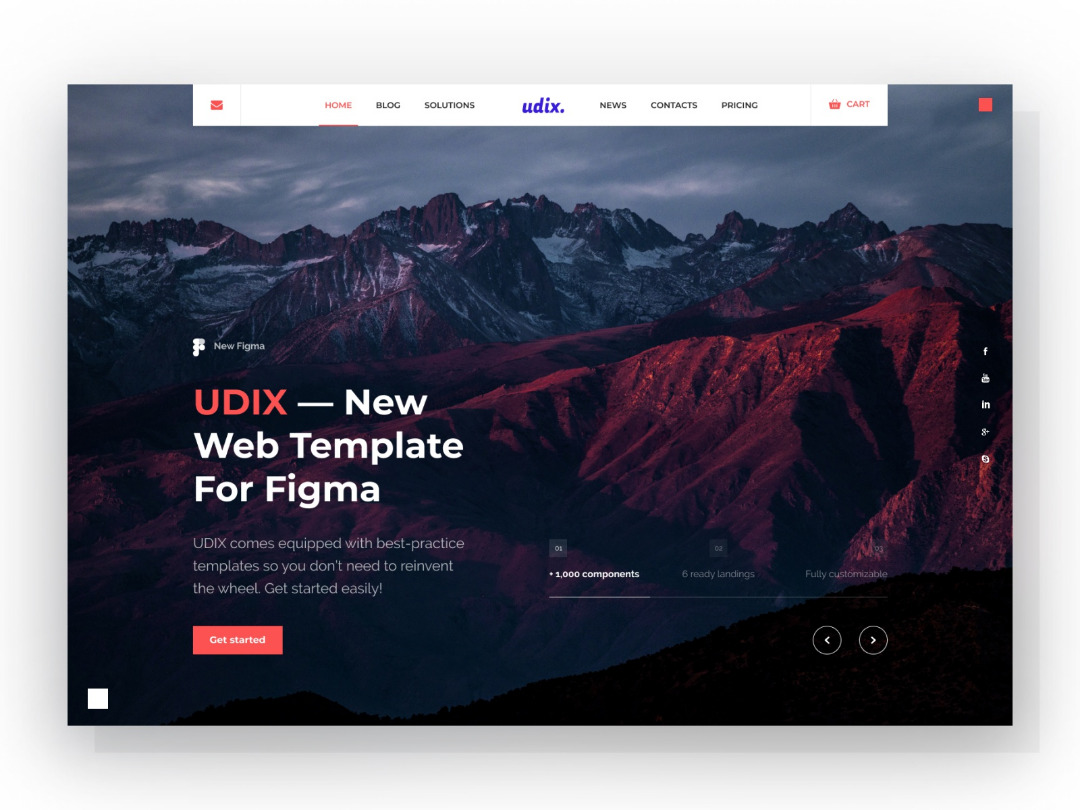 HOME BLOG SOLUTIONS udix. NEWS CONTACTS PRICING CART
New Figma
UDIX — New
Web Template
For Figma
UDIX comes equipped with best-practice
templates so you don't need to reinvent
the wheel. Get started easily!
Get started
01 02 03
+ 1,000 components 6 ready landings Fully customizable
f
You Tube
in
g+